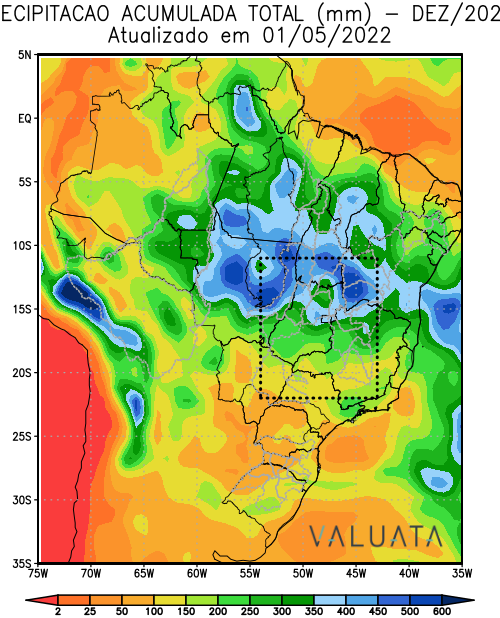 ECIPITACAO ACUMULADA TOTAL (mm) – DEZ/202
Atualizado em 01/05/2022
5N
EQ
5S
10S
15S
20S
25S
30S
35S
75W 70W 65W 60W 55W 50W 45W 40W 35W
VALUATA
2 25 50 100 150 200 250 300 350 400 450 500 600